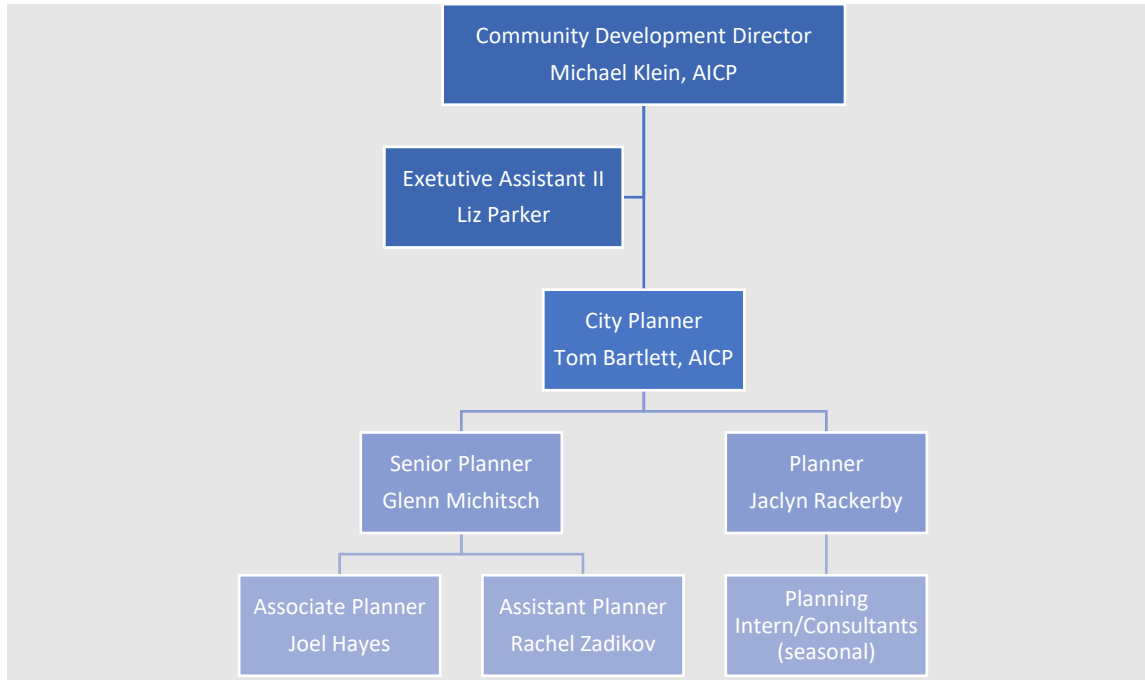 Community Development Director
Michael Klein, AICP
Exetutive Assistant II
Liz Parker
City Planner
Tom Bartlett, AICP
Senior Planner
Glenn Michitsch
Planner
Jaclyn Rackerby
Associate Planner
Joel Hayes
Assistant Planner
Rachel Zadikov
Planning
Intern/Consultants
(seasonal)